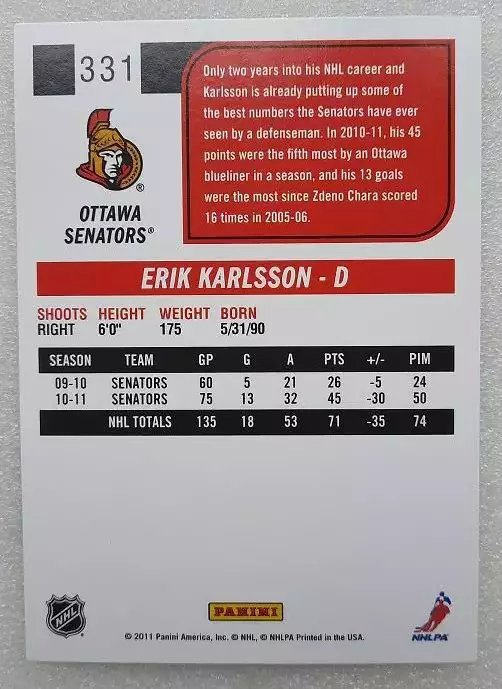 331
Only two years into his NHL career and
Karlsson is already putting up some of
the best numbers the Senators have ever
seen by a defenseman. In 2010-11, his 45
points were the fifth most by an Ottawa
blueliner in a season, and his 13 goals
were the most since Zdeno Chara scored
16 times in 2005-06.
®
OTTAWA
SENATORS®
ERIK KARLSSON - D
SHOOTS HEIGHT WEIGHT BORN
RIGHT 6'0" 175 5/31/90
SEASON TEAM GP G A PTS +/- PIM
09-10 SENATORS 60 5 21 26 -5 24
10-11 SENATORS 75 13 32 45 -30 50
NHL TOTALS 135 18 53 71 -35 74
NHL
PANINI
NHLPA
© 2011 Panini America, Inc. © NHL, © NHLPA Printed in the USA.